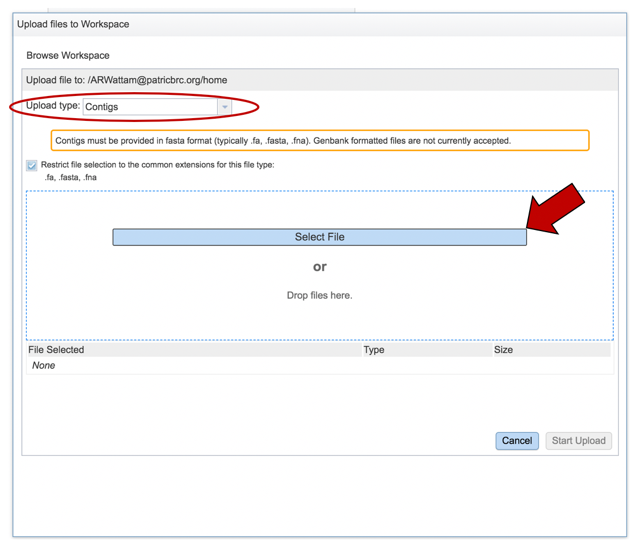 Upload files to Workspace
Browse Workspace
Upload file to: /ARWattam@patricbrc.org/home
Upload type: Contigs
Contigs must be provided in fasta format (typically .fa, .fasta, .fna). Genbank formatted files are not currently accepted.
Restrict file selection to the common extensions for this file type:
.fa, .fasta, .fna
Select File
or
Drop files here.
File Selected Type Size
None
Cancel Start Upload